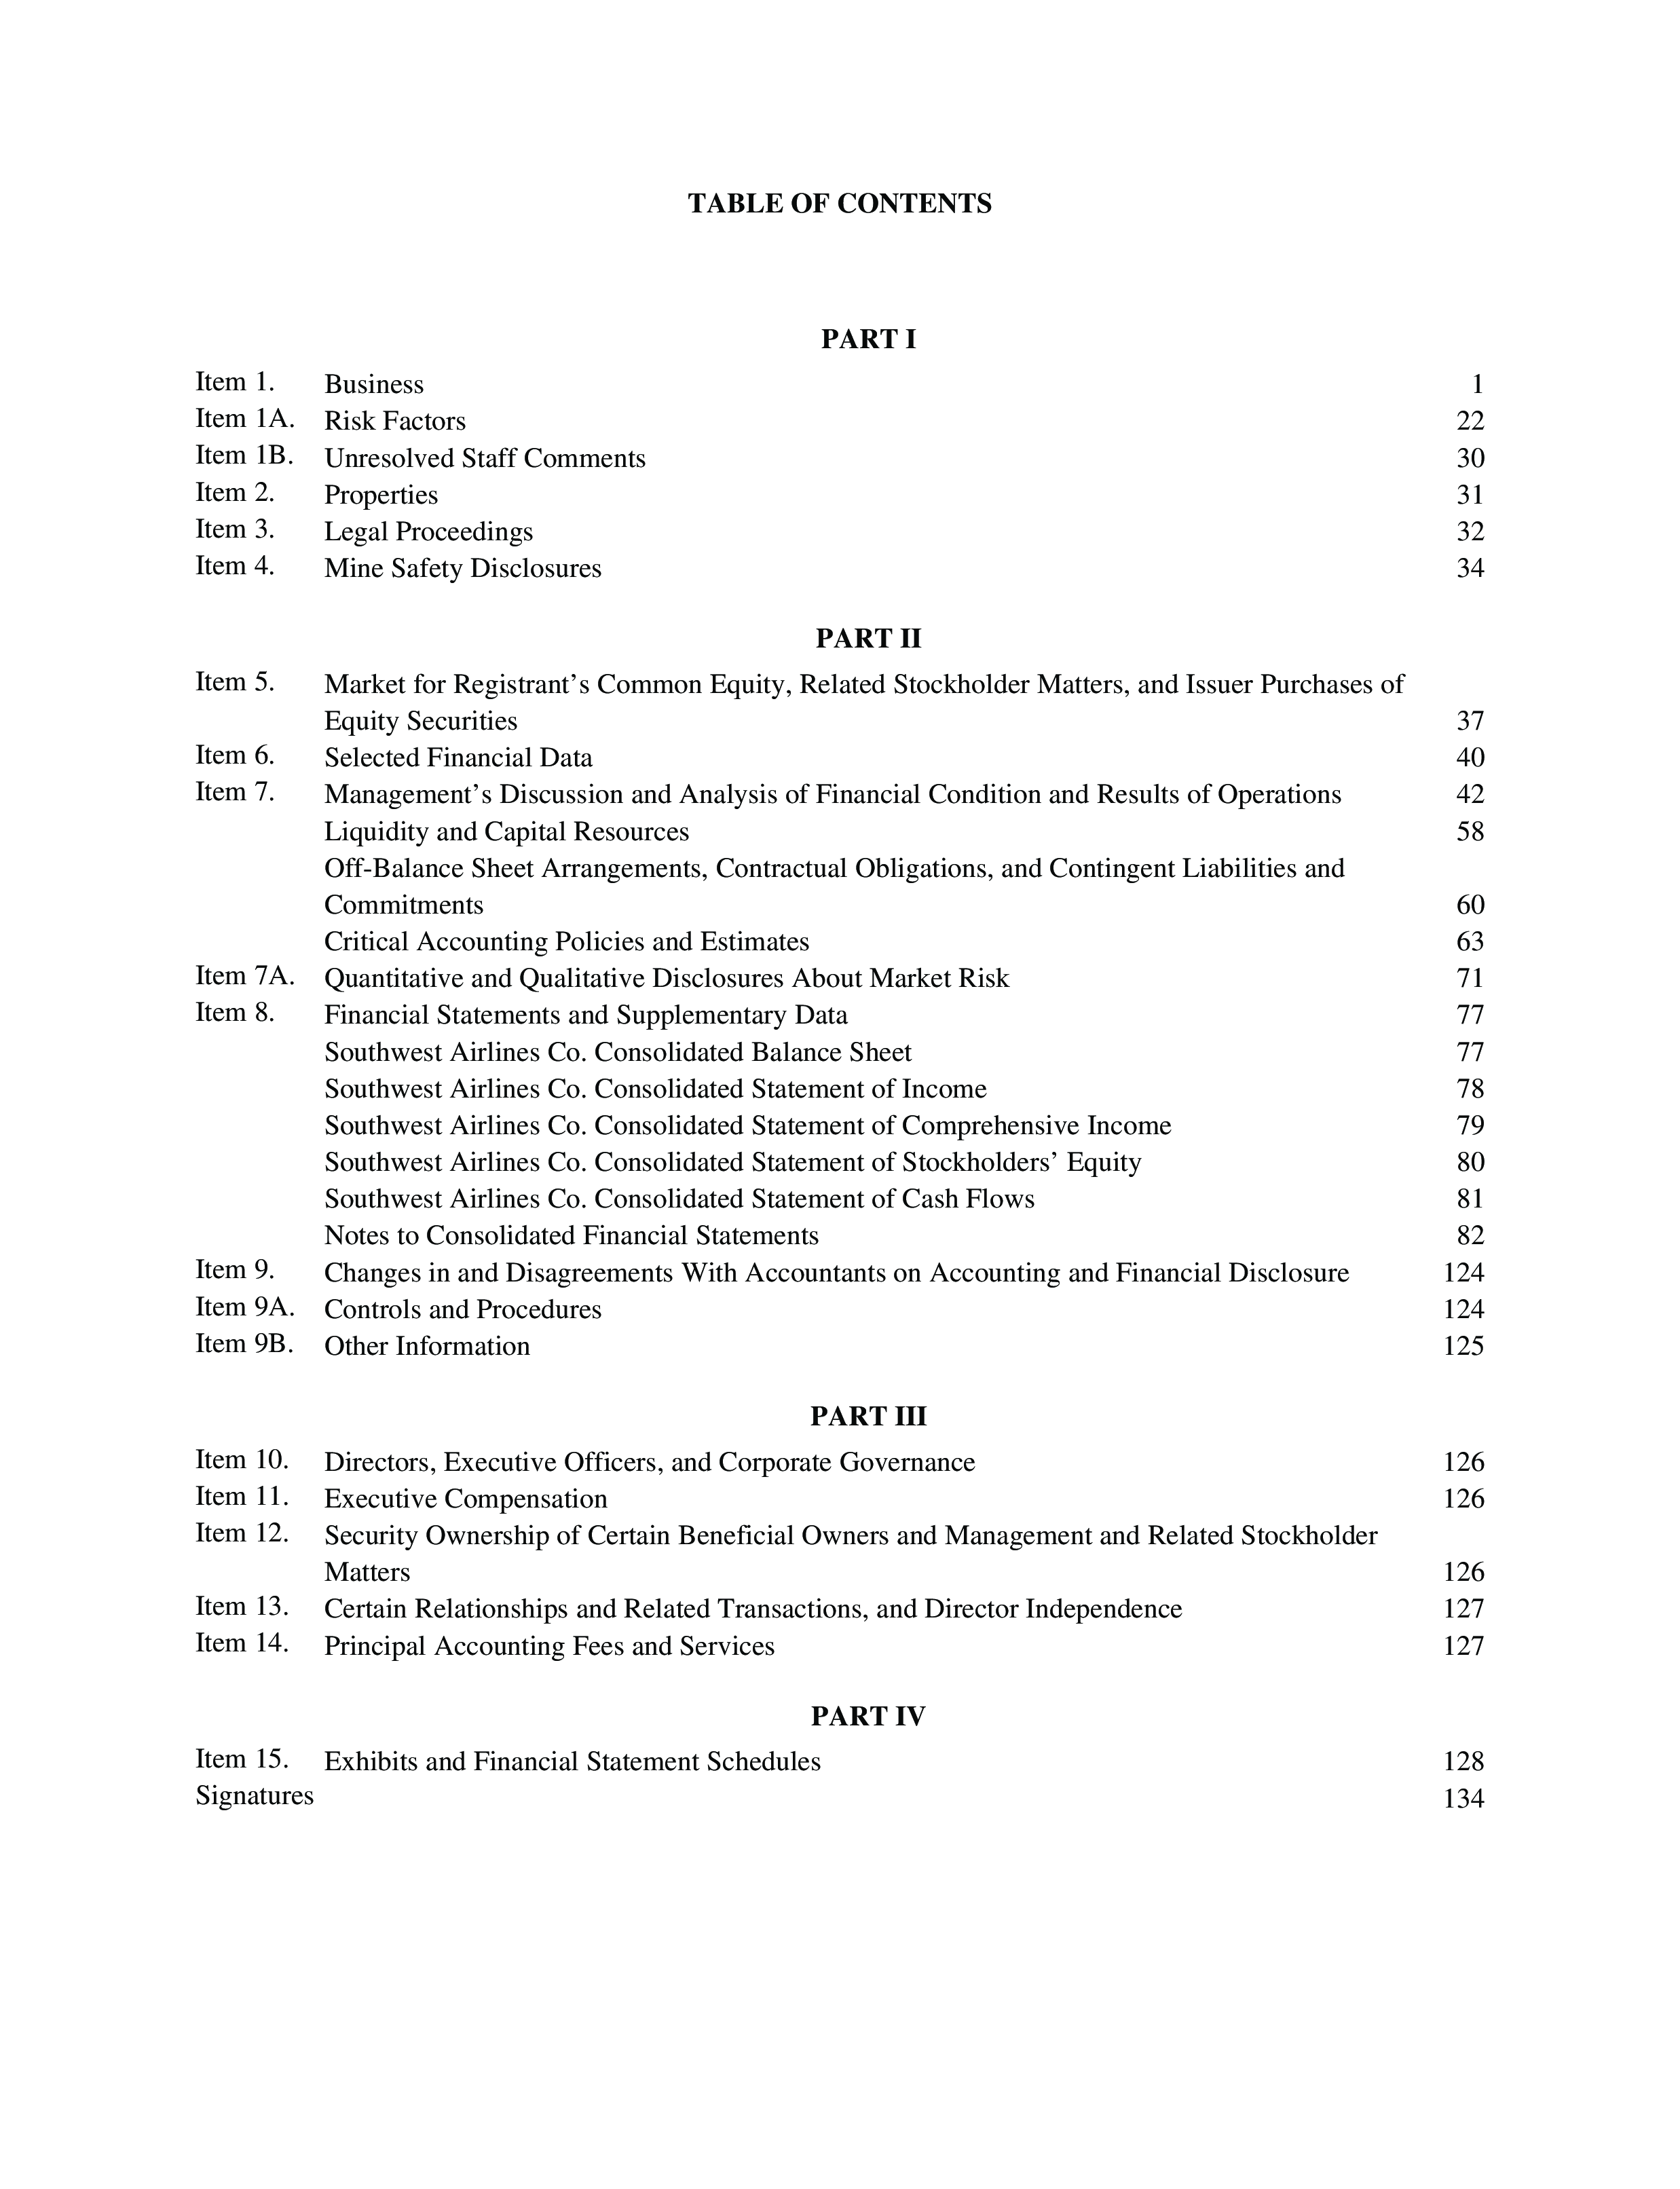 TABLE OF CONTENTS
PART I
Item 1. Business 1
Item 1A. Risk Factors 22
Item 1B. Unresolved Staff Comments 30
Item 2. Properties 31
Item 3. Legal Proceedings 32
Item 4. Mine Safety Disclosures 34
PART II
Item 5. Market for Registrant’s Common Equity, Related Stockholder Matters, and Issuer Purchases of
Equity Securities 37
Item 6. Selected Financial Data 40
Item 7. Management’s Discussion and Analysis of Financial Condition and Results of Operations 42
Liquidity and Capital Resources 58
Off-Balance Sheet Arrangements, Contractual Obligations, and Contingent Liabilities and
Commitments 60
Critical Accounting Policies and Estimates 63
Item 7A. Quantitative and Qualitative Disclosures About Market Risk 71
Item 8. Financial Statements and Supplementary Data 77
Southwest Airlines Co. Consolidated Balance Sheet 77
Southwest Airlines Co. Consolidated Statement of Income 78
Southwest Airlines Co. Consolidated Statement of Comprehensive Income 79
Southwest Airlines Co. Consolidated Statement of Stockholders’ Equity 80
Southwest Airlines Co. Consolidated Statement of Cash Flows 81
Notes to Consolidated Financial Statements 82
Item 9. Changes in and Disagreements With Accountants on Accounting and Financial Disclosure 124
Item 9A. Controls and Procedures 124
Item 9B. Other Information 125
PART III
Item 10. Directors, Executive Officers, and Corporate Governance 126
Item 11. Executive Compensation 126
Item 12. Security Ownership of Certain Beneficial Owners and Management and Related Stockholder
Matters 126
Item 13. Certain Relationships and Related Transactions, and Director Independence 127
Item 14. Principal Accounting Fees and Services 127
PART IV
Item 15. Exhibits and Financial Statement Schedules 128
Signatures 134